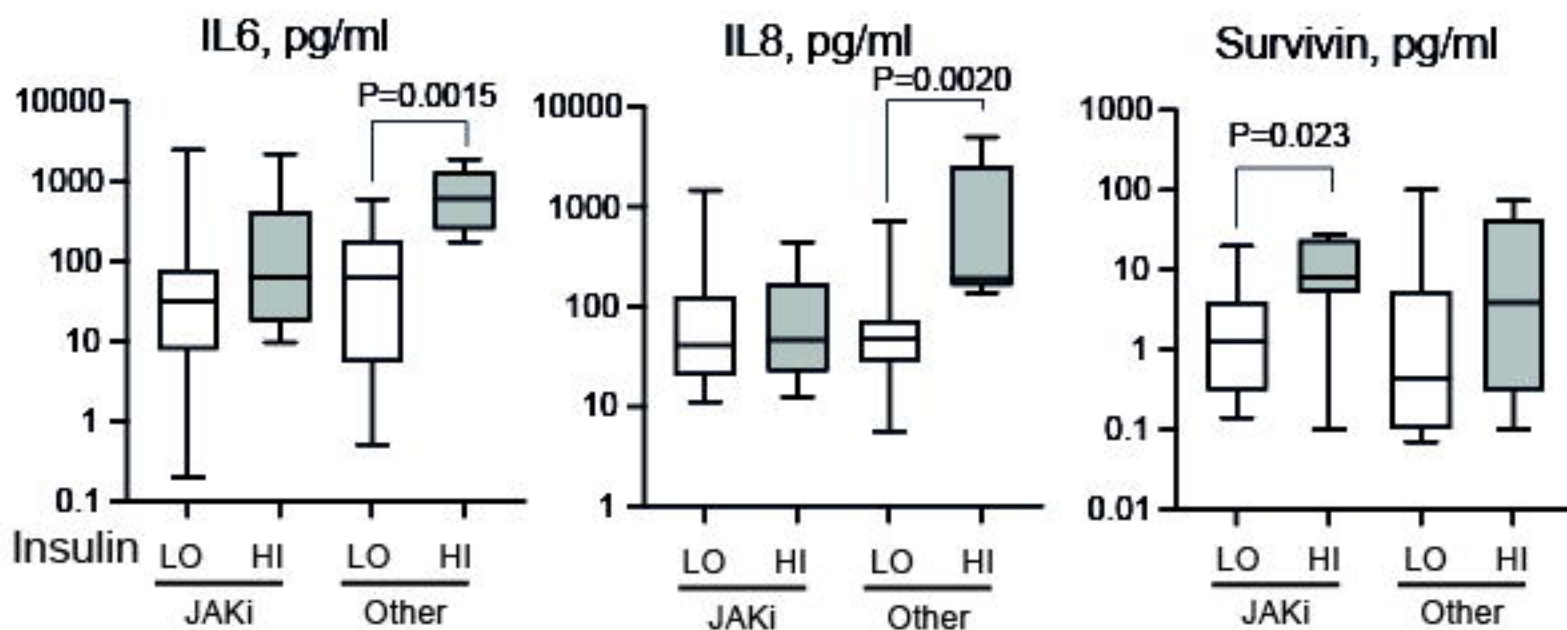 IL6, pg/ml
P=0.0015
10000
1000
100
10
1
0.1
Insulin LO HI LO HI
JAKi Other
IL8, pg/ml
P=0.0020
10000
1000
100
10
1
LO HI LO HI
JAKi Other
Survivin, pg/ml
P=0.023
1000
100
10
1
0.1
0.01
LO HI LO HI
JAKi Other